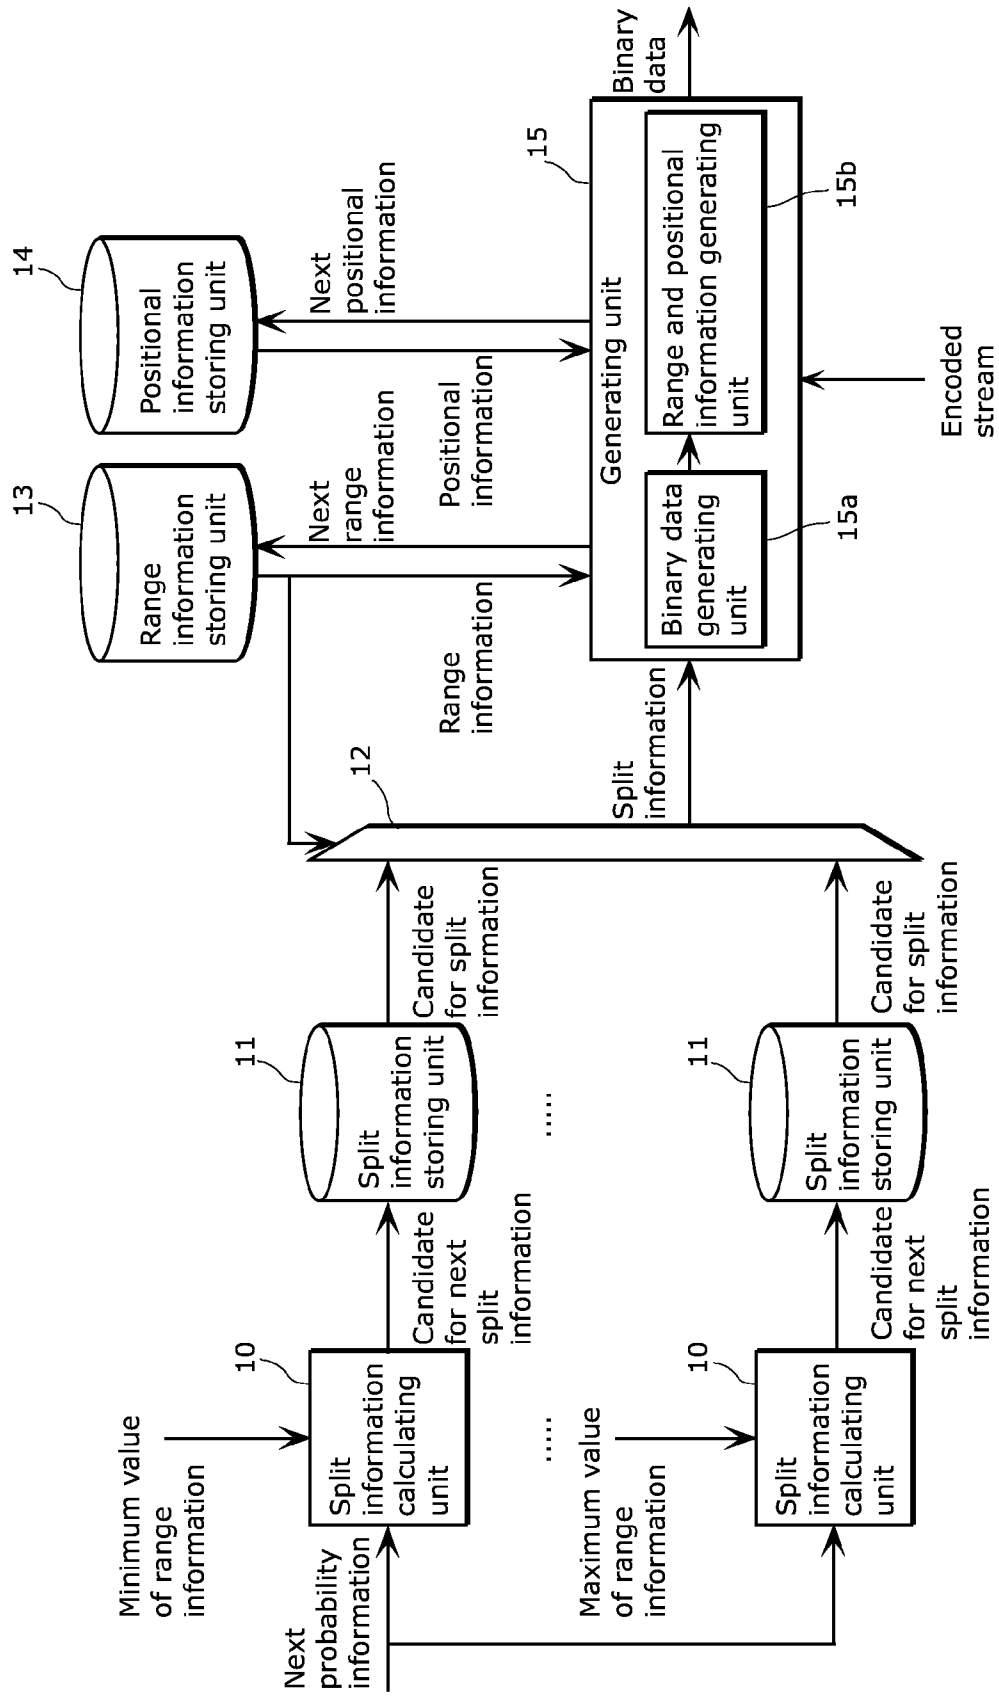 Next
probability
information
Minimum value
of range
information
10
Split
information
calculating
unit
Candidate
for next
split
information
11
Split
information
storing unit
Candidate
for split
information
.....
.....
Maximum value
of range
information
10
Split
information
calculating
unit
Candidate
for next
split
information
11
Split
information
storing unit
Candidate
for split
information
12
Split
information
13
Range
information
storing unit
Range
information
Next
range
information
14
Positional
information
storing unit
Positional
information
Next
positional
information
15
Generating unit
Binary data
generating
unit
15a
Range and positional
information generating
unit
15b
Encoded
stream
Binary
data